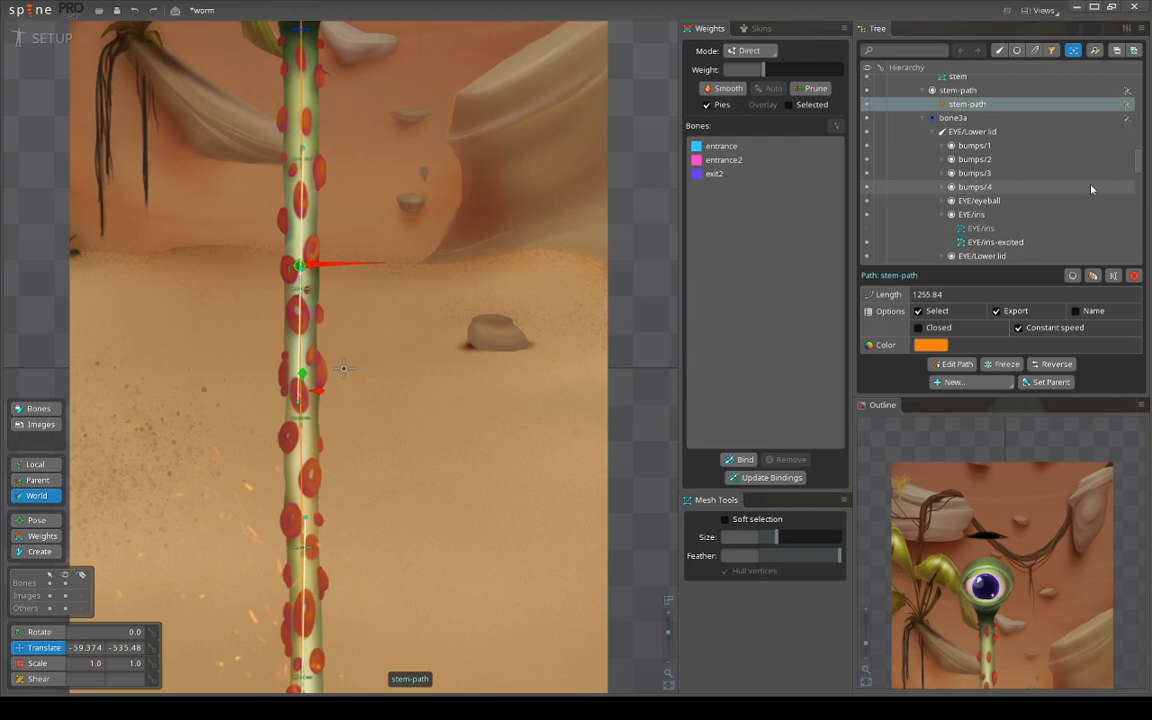 spine PRO beta
*worm
Views
SETUP
Weights
Skins
Tree
Mode: Direct
Weight:
Smooth Auto Prune
Pies Overlay Selected
Bones:
entrance
entrance2
exit2
Bind Remove
Update Bindings
Mesh Tools
Soft selection
Size:
Feather:
Hull vertices
Hierarchy
stem
stem-path
stem-path
bone3a
EYE/Lower lid
bumps/1
bumps/2
bumps/3
bumps/4
EYE/eyeball
EYE/iris
EYE/iris
EYE/iris-excited
EYE/Lower lid
Path: stem-path
Length 1255.84
Options Select Export Name
Closed Constant speed
Color
Edit Path Freeze Reverse
New... Set Parent
Outline
Bones
Images
Local
Parent
World
Pose
Weights
Create
Bones
Images
Others
Rotate 0.0
Translate -59.374 -535.48
Scale 1.0 1.0
Shear
stem-path